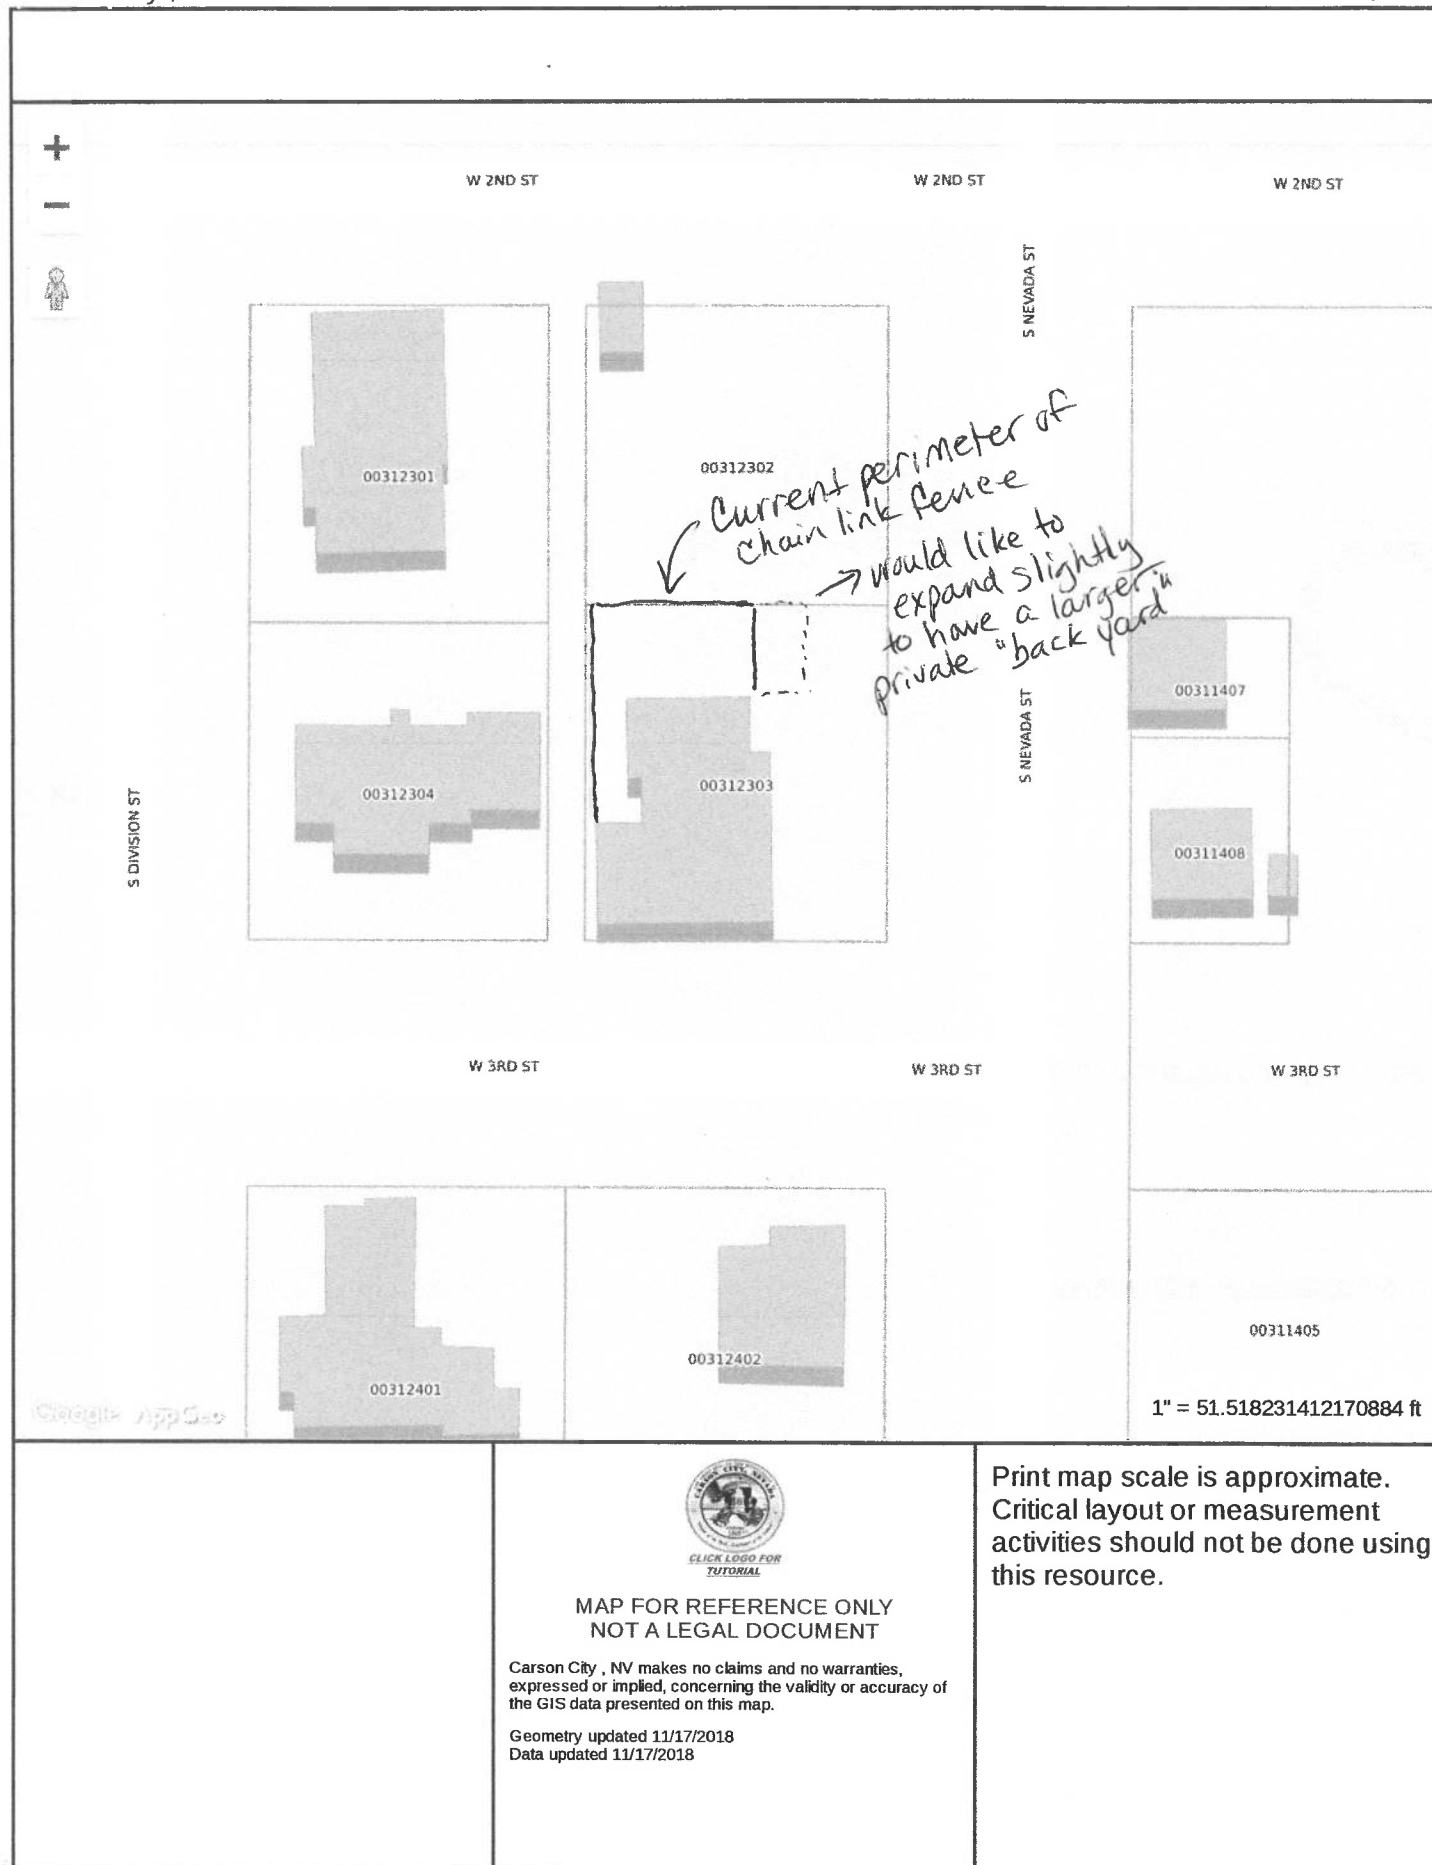 +
−
W 2ND ST
W 2ND ST
W 2ND ST
S NEVADA ST
00312301
00312302
Current perimeter of
chain link fence
would like to
expand slightly
to have a larger
private "back yard"
00311407
S NEVADA ST
00312304
00312303
S DIVISION ST
00311408
W 3RD ST
W 3RD ST
W 3RD ST
00311405
00312402
00312401
Google AppGeo
1" = 51.518231412170884 ft
CARSON CITY, NEVADA
CLICK LOGO FOR
TUTORIAL
MAP FOR REFERENCE ONLY
NOT A LEGAL DOCUMENT
Carson City , NV makes no claims and no warranties,
expressed or implied, concerning the validity or accuracy of
the GIS data presented on this map.
Geometry updated 11/17/2018
Data updated 11/17/2018
Print map scale is approximate.
Critical layout or measurement
activities should not be done using
this resource.